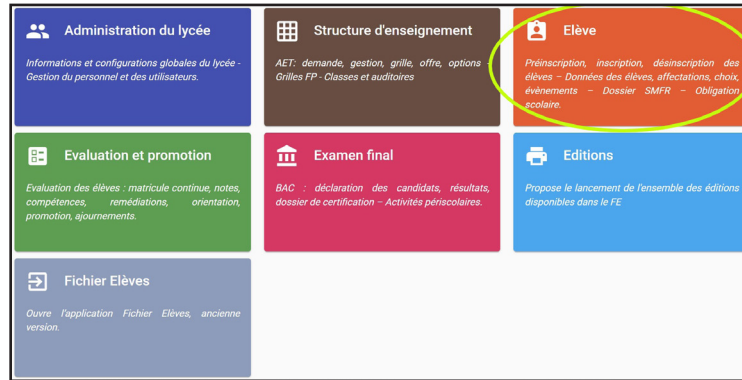 Administration du lycée
Informations et configurations globales du lycée -
Gestion du personnel et des utilisateurs.
Structure d'enseignement
AET: demande, gestion, grille, offre, options -
Grilles FP - Classes et auditoires
Elève
Préinscription, inscription, désinscription des
élèves – Données des élèves, affectations, choix,
évènements – Dossier SMFR – Obligation
scolaire.
Evaluation et promotion
Evaluation des élèves : matricule continue, notes,
compétences, remédiations, orientation,
promotion, ajournements.
Examen final
BAC : déclaration des candidats, résultats,
dossier de certification – Activités périscolaires.
Editions
Propose le lancement de l'ensemble des éditions
disponibles dans le FE
Fichier Elèves
Ouvre l'application Fichier Elèves, ancienne
version.